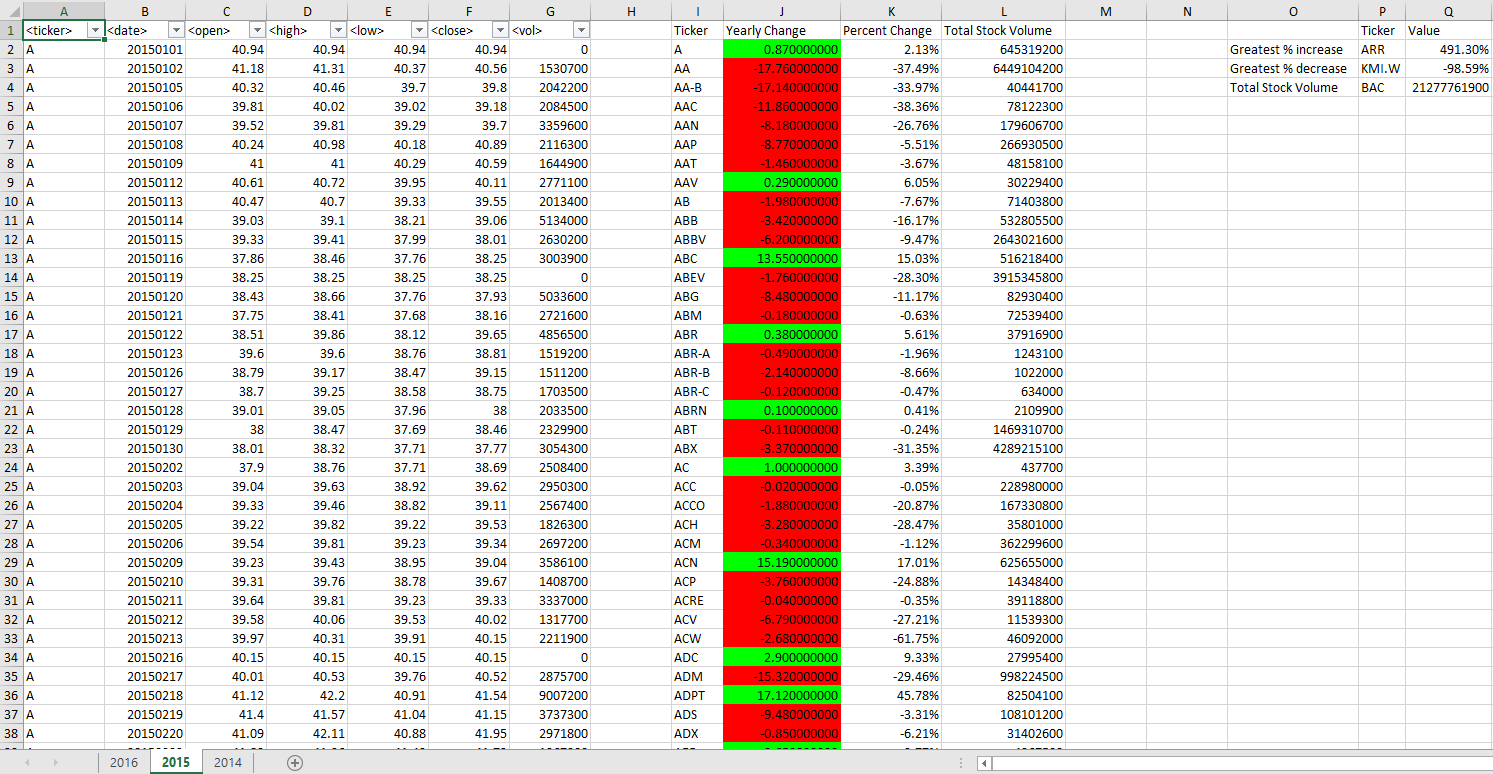 A B C D E F G H I J K L M N O P Q
1 <ticker> <date> <open> <high> <low> <close> <vol> Ticker Yearly Change Percent Change Total Stock Volume Ticker Value
2 A 20150101 40.94 40.94 40.94 40.94 0 A 0.870000000 2.13% 645319200 Greatest % increase ARR 491.30%
3 A 20150102 41.18 41.31 40.37 40.56 1530700 AA -17.760000000 -37.49% 6449104200 Greatest % decrease KMI.W -98.59%
4 A 20150105 40.32 40.46 39.7 39.8 2042200 AA-B -17.140000000 -33.97% 40441700 Total Stock Volume BAC 21277761900
5 A 20150106 39.81 40.02 39.02 39.18 2084500 AAC -11.860000000 -38.36% 78122300
6 A 20150107 39.52 39.81 39.29 39.7 3359600 AAN -8.180000000 -26.76% 179606700
7 A 20150108 40.24 40.98 40.18 40.89 2116300 AAP -8.770000000 -5.51% 266930500
8 A 20150109 41 41 40.29 40.59 1644900 AAT -1.460000000 -3.67% 48158100
9 A 20150112 40.61 40.72 39.95 40.11 2771100 AAV 0.290000000 6.05% 30229400
10 A 20150113 40.47 40.7 39.33 39.55 2013400 AB -1.980000000 -7.67% 71403800
11 A 20150114 39.03 39.1 38.21 39.06 5134000 ABB -3.420000000 -16.17% 532805500
12 A 20150115 39.33 39.41 37.99 38.01 2630200 ABBV -6.200000000 -9.47% 2643021600
13 A 20150116 37.86 38.46 37.76 38.25 3003900 ABC 13.550000000 15.03% 516218400
14 A 20150119 38.25 38.25 38.25 38.25 0 ABEV -1.760000000 -28.30% 3915345800
15 A 20150120 38.43 38.66 37.76 37.93 5033600 ABG -8.480000000 -11.17% 82930400
16 A 20150121 37.75 38.41 37.68 38.16 2721600 ABM -0.180000000 -0.63% 72539400
17 A 20150122 38.51 39.86 38.12 39.65 4856500 ABR 0.380000000 5.61% 37916900
18 A 20150123 39.6 39.6 38.76 38.81 1519200 ABR-A -0.490000000 -1.96% 1243100
19 A 20150126 38.79 39.17 38.47 39.15 1511200 ABR-B -2.140000000 -8.66% 1022000
20 A 20150127 38.7 39.25 38.58 38.75 1703500 ABR-C -0.120000000 -0.47% 634000
21 A 20150128 39.01 39.05 37.96 38 2033500 ABRN 0.100000000 0.41% 2109900
22 A 20150129 38 38.47 37.69 38.46 2329900 ABT -0.110000000 -0.24% 1469310700
23 A 20150130 38.01 38.32 37.71 37.77 3054300 ABX -3.370000000 -31.35% 4289215100
24 A 20150202 37.9 38.76 37.71 38.69 2508400 AC 1.000000000 3.39% 437700
25 A 20150203 39.04 39.63 38.92 39.62 2950300 ACC -0.020000000 -0.05% 228980000
26 A 20150204 39.33 39.46 38.82 39.11 2567400 ACCO -1.880000000 -20.87% 167330800
27 A 20150205 39.22 39.82 39.22 39.53 1826300 ACH -3.280000000 -28.47% 35801000
28 A 20150206 39.54 39.81 39.23 39.34 2697200 ACM -0.340000000 -1.12% 362299600
29 A 20150209 39.23 39.43 38.95 39.04 3586100 ACN 15.190000000 17.01% 625655000
30 A 20150210 39.31 39.76 38.78 39.67 1408700 ACP -3.760000000 -24.88% 14348400
31 A 20150211 39.64 39.81 39.23 39.33 3337000 ACRE -0.040000000 -0.35% 39118800
32 A 20150212 39.58 40.06 39.53 40.02 1317700 ACV -6.790000000 -27.21% 11539300
33 A 20150213 39.97 40.31 39.91 40.15 2211900 ACW -2.680000000 -61.75% 46092000
34 A 20150216 40.15 40.15 40.15 40.15 0 ADC 2.900000000 9.33% 27995400
35 A 20150217 40.01 40.53 39.76 40.52 2875700 ADM -15.320000000 -29.46% 998224500
36 A 20150218 41.12 42.2 40.91 41.54 9007200 ADPT 17.120000000 45.78% 82504100
37 A 20150219 41.4 41.57 41.04 41.15 3737300 ADS -9.480000000 -3.31% 108101200
38 A 20150220 41.09 42.11 40.88 41.95 2971800 ADX -0.850000000 -6.21% 31402600
2016 2015 2014